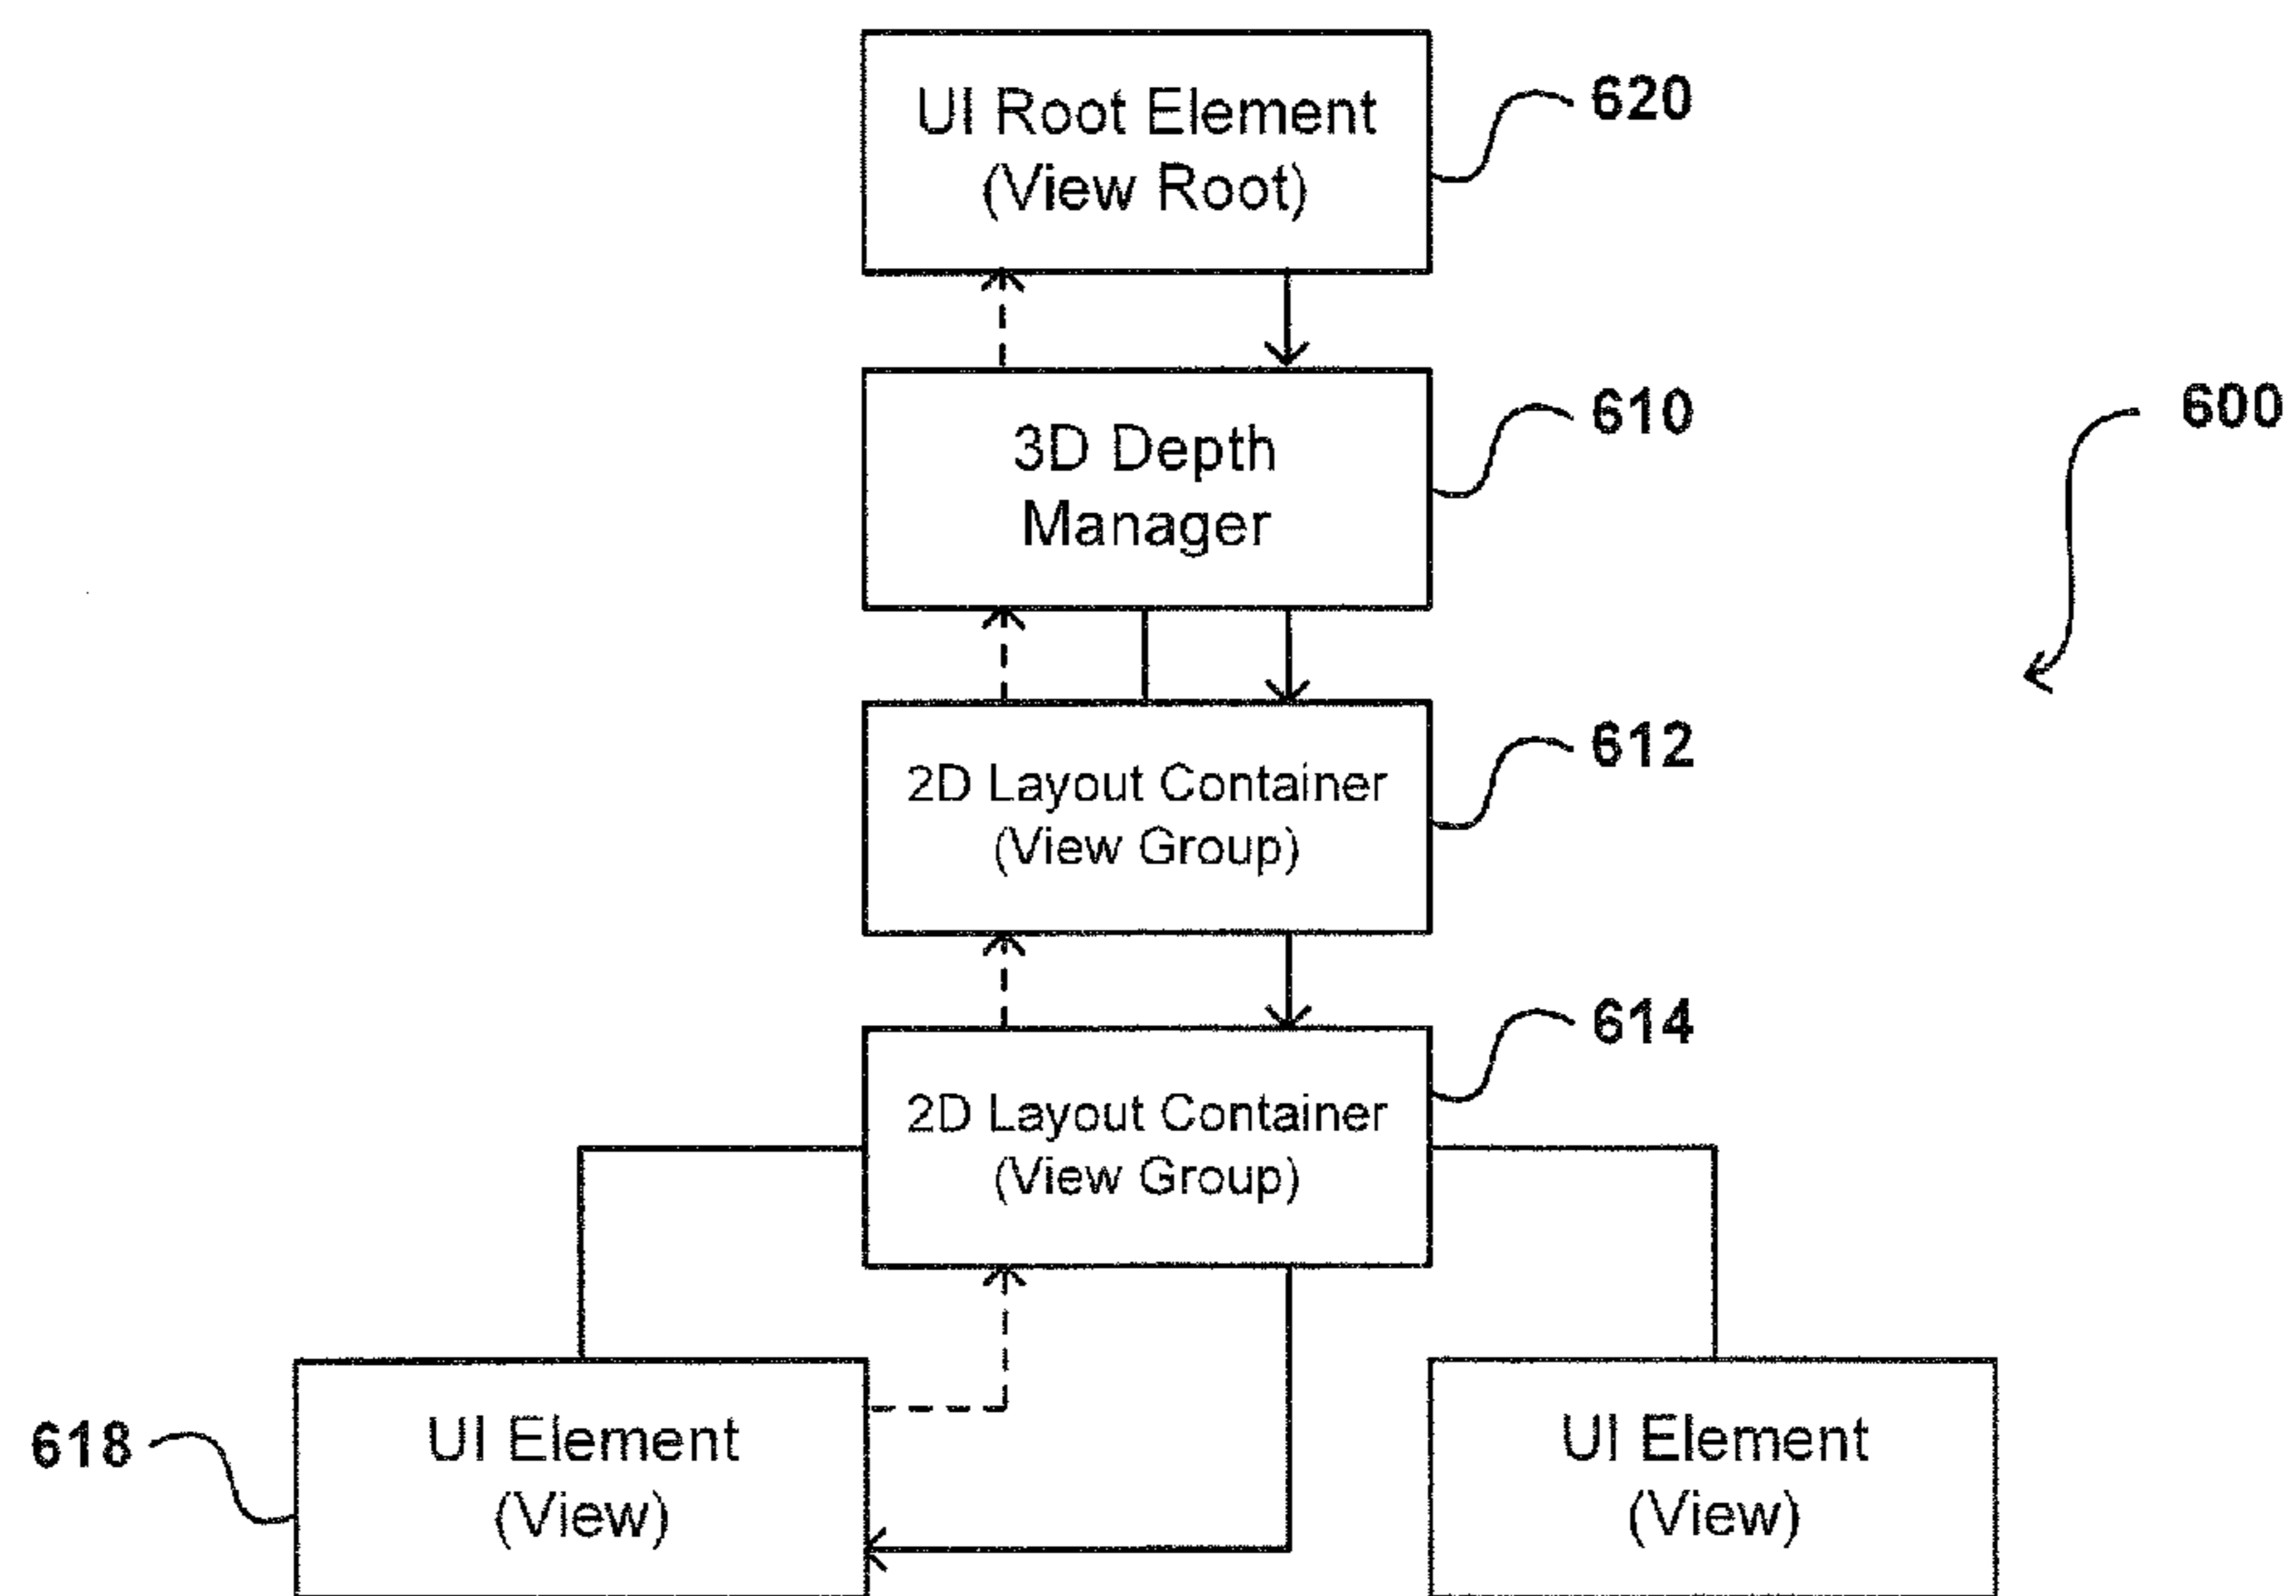 UI Root Element
(View Root)
620
3D Depth
Manager
610
600
2D Layout Container
(View Group)
612
2D Layout Container
(View Group)
614
618
UI Element
(View)
UI Element
(View)